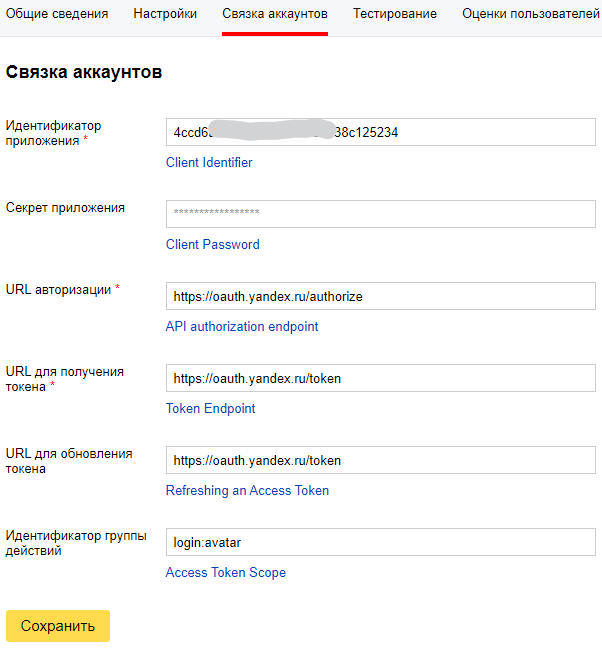 Общие сведения Настройки Связка аккаунтов Тестирование Оценки пользователей
Связка аккаунтов
Идентификатор
приложения *
4ccd6 38c125234
Client Identifier
Секрет приложения
*****************
Client Password
URL авторизации *
https://oauth.yandex.ru/authorize
API authorization endpoint
URL для получения
токена *
https://oauth.yandex.ru/token
Token Endpoint
URL для обновления
токена
https://oauth.yandex.ru/token
Refreshing an Access Token
Идентификатор группы
действий
login:avatar
Access Token Scope
Сохранить